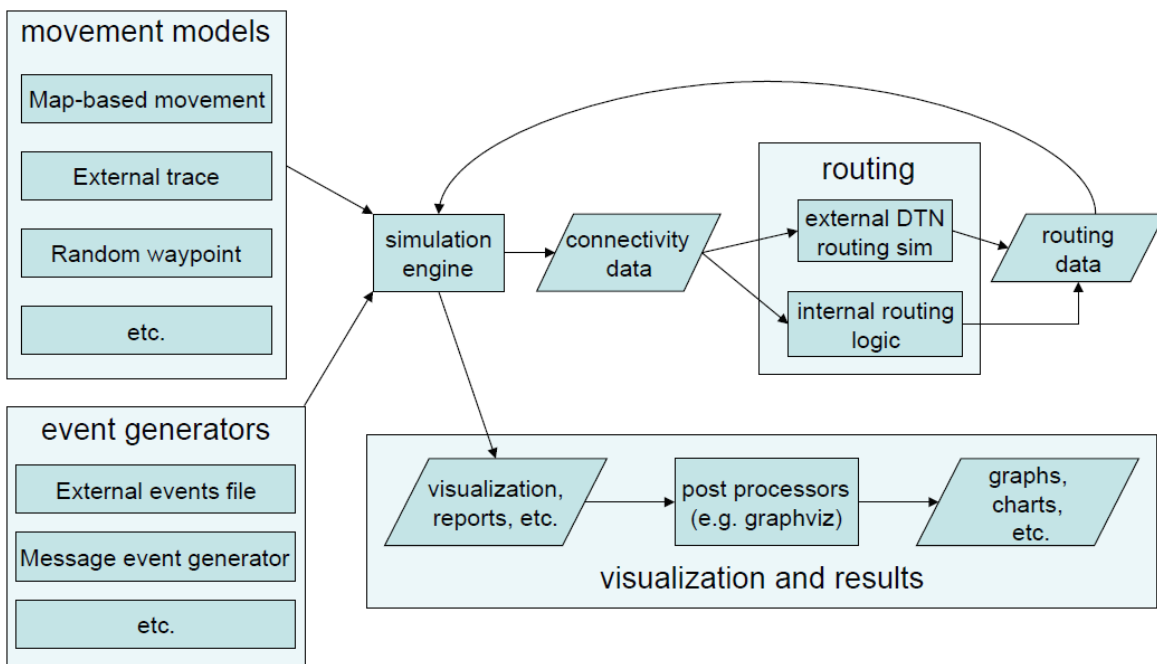 movement models
Map-based movement
External trace
Random waypoint
etc.
event generators
External events file
Message event generator
etc.
simulation
engine
connectivity
data
routing
external DTN
routing sim
internal routing
logic
routing
data
visualization,
reports, etc.
post processors
(e.g. graphviz)
graphs,
charts,
etc.
visualization and results